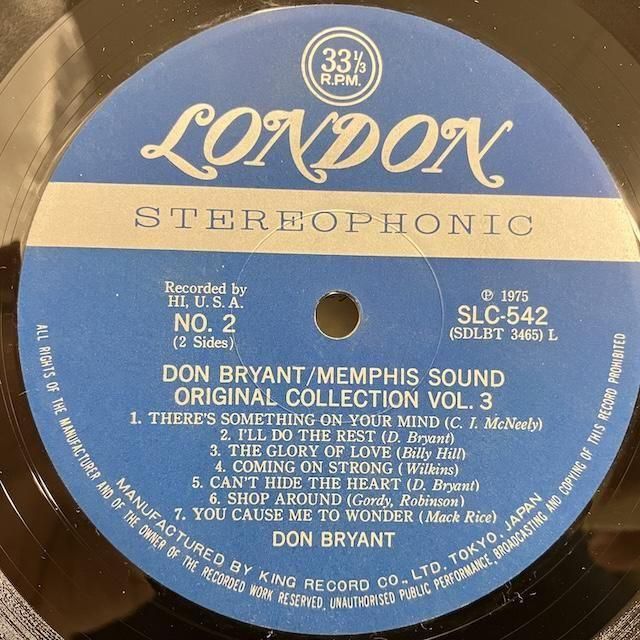 33 1/3
R.P.M.
LONDON
STEREOPHONIC
Recorded by
HI, U. S. A.
NO. 2
(2 Sides)
℗ 1975
SLC-542
(SDLBT 3465) L
DON BRYANT/MEMPHIS SOUND
ORIGINAL COLLECTION VOL. 3
1. THERE'S SOMETHING ON YOUR MIND (C. I. McNeely)
2. I'LL DO THE REST (D. Bryant)
3. THE GLORY OF LOVE (Billy Hill)
4. COMING ON STRONG (Wilkins)
5. CAN'T HIDE THE HEART (D. Bryant)
6. SHOP AROUND (Gordy, Robinson)
7. YOU CAUSE ME TO WONDER (Mack Rice)
DON BRYANT
MANUFACTURED BY KING RECORD CO., LTD. TOKYO, JAPAN
ALL RIGHTS OF THE MANUFACTURER AND OF THE OWNER OF THE RECORDED WORK RESERVED. UNAUTHORISED PUBLIC PERFORMANCE, BROADCASTING AND COPYING OF THIS RECORD PROHIBITED